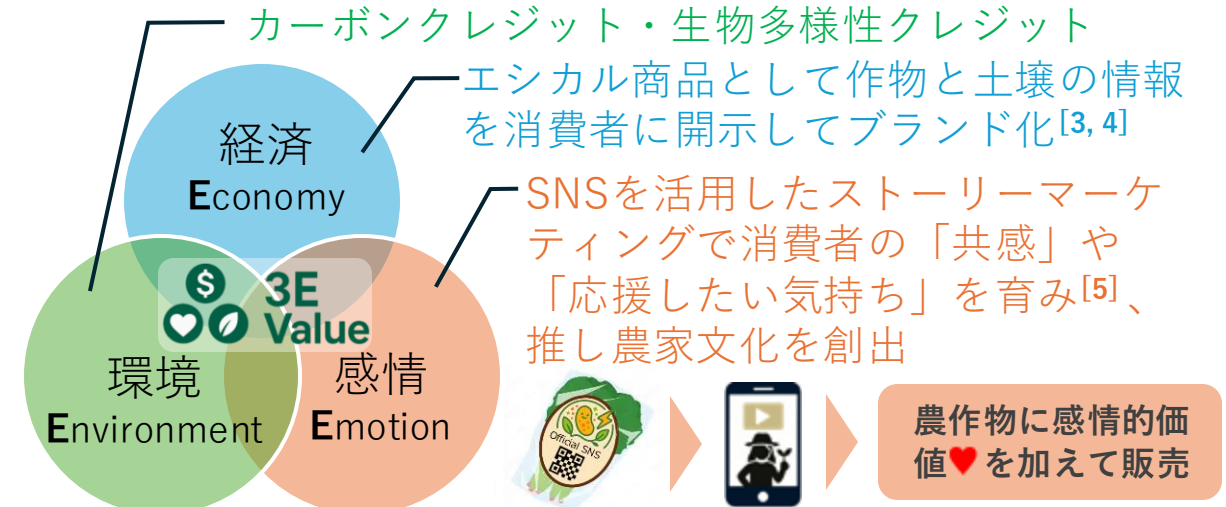 カーボンクレジット・生物多様性クレジット
エシカル商品として作物と土壌の情報
を消費者に開示してブランド化[3, 4]
経済
Economy
SNSを活用したストーリーマーケ
ティングで消費者の「共感」や
「応援したい気持ち」を育み[5]、
推し農家文化を創出
$
3E
Value
環境
Environment
感情
Emotion
Official SNS
農作物に感情的価
値♥を加えて販売